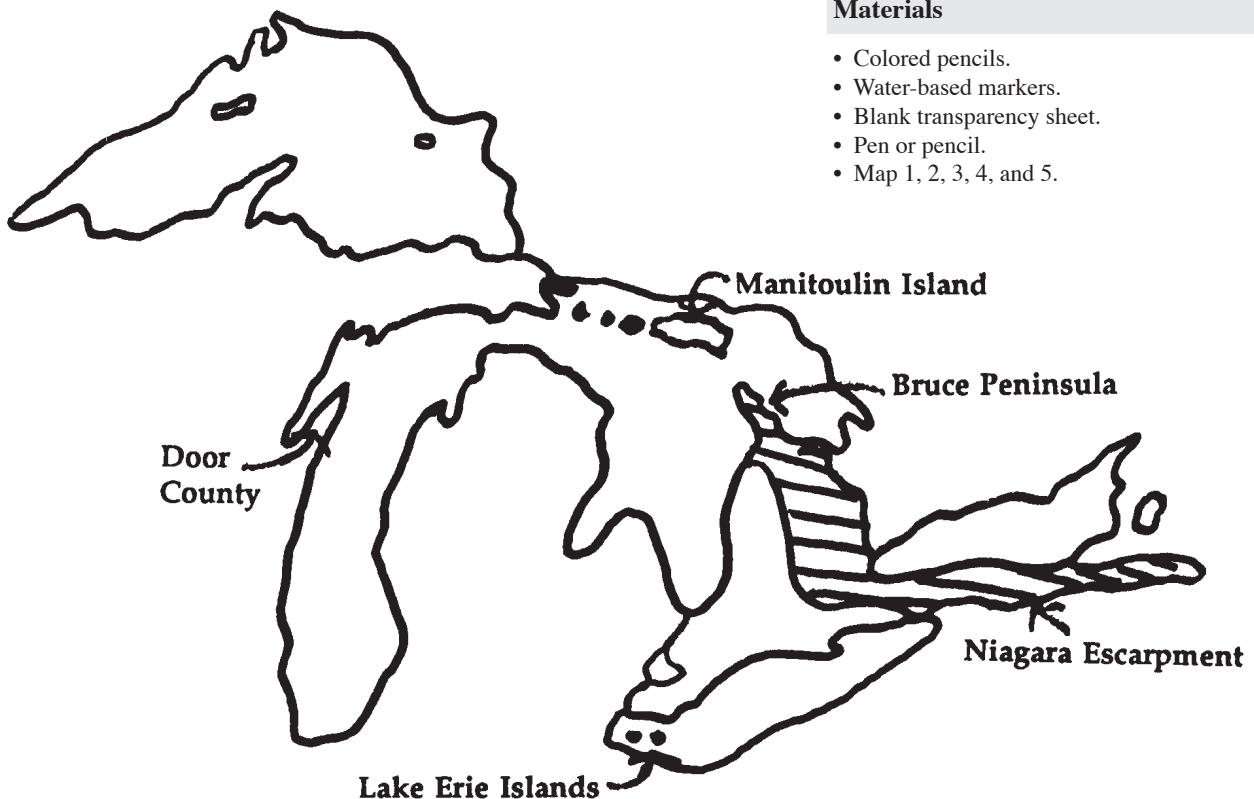 Materials
• Colored pencils.
• Water-based markers.
• Blank transparency sheet.
• Pen or pencil.
• Map 1, 2, 3, 4, and 5.
Manitoulin Island
Bruce Peninsula
Door
County
Niagara Escarpment
Lake Erie Islands